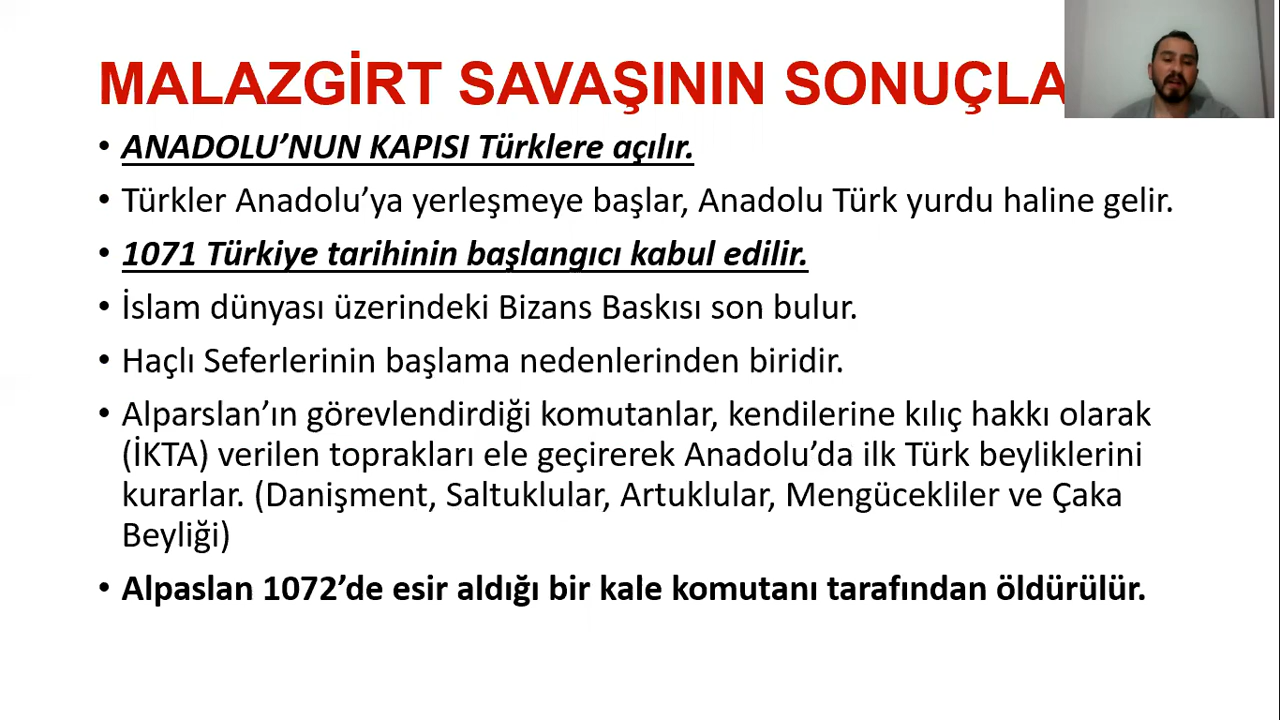 MALAZGİRT SAVAŞININ SONUÇLA
• ANADOLU’NUN KAPISI Türklere açılır.
• Türkler Anadolu’ya yerleşmeye başlar, Anadolu Türk yurdu haline gelir.
• 1071 Türkiye tarihinin başlangıcı kabul edilir.
• İslam dünyası üzerindeki Bizans Baskısı son bulur.
• Haçlı Seferlerinin başlama nedenlerinden biridir.
• Alparslan’ın görevlendirdiği komutanlar, kendilerine kılıç hakkı olarak
(İKTA) verilen toprakları ele geçirerek Anadolu’da ilk Türk beyliklerini
kurarlar. (Danişment, Saltuklular, Artuklular, Mengücekliler ve Çaka
Beyliği)
• Alpaslan 1072’de esir aldığı bir kale komutanı tarafından öldürülür.